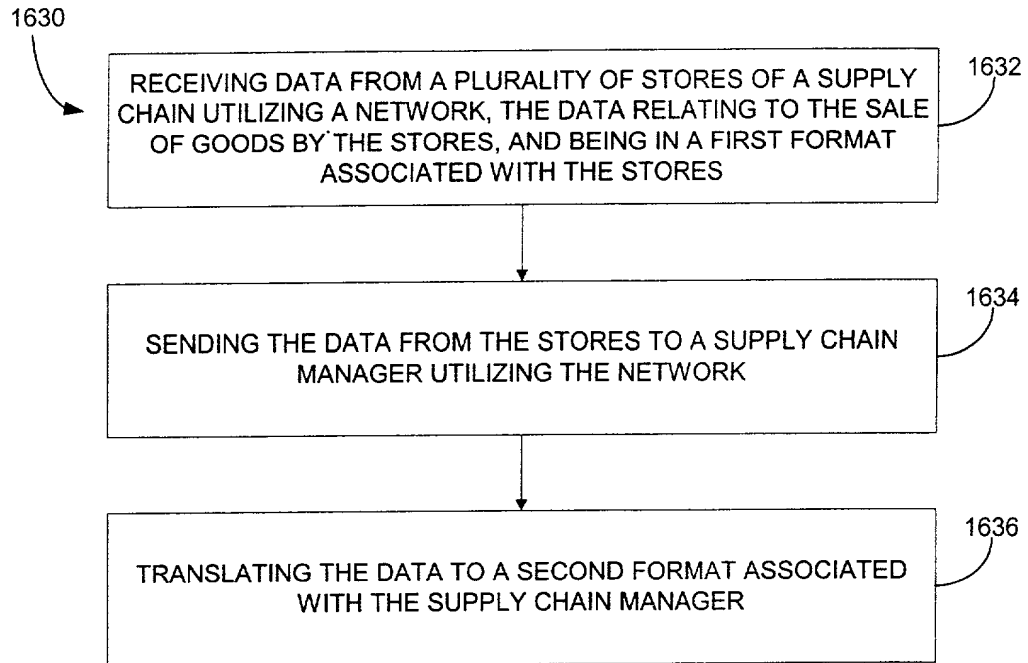 1630
RECEIVING DATA FROM A PLURALITY OF STORES OF A SUPPLY
CHAIN UTILIZING A NETWORK, THE DATA RELATING TO THE SALE
OF GOODS BY THE STORES, AND BEING IN A FIRST FORMAT
ASSOCIATED WITH THE STORES
1632
SENDING THE DATA FROM THE STORES TO A SUPPLY CHAIN
MANAGER UTILIZING THE NETWORK
1634
TRANSLATING THE DATA TO A SECOND FORMAT ASSOCIATED
WITH THE SUPPLY CHAIN MANAGER
1636